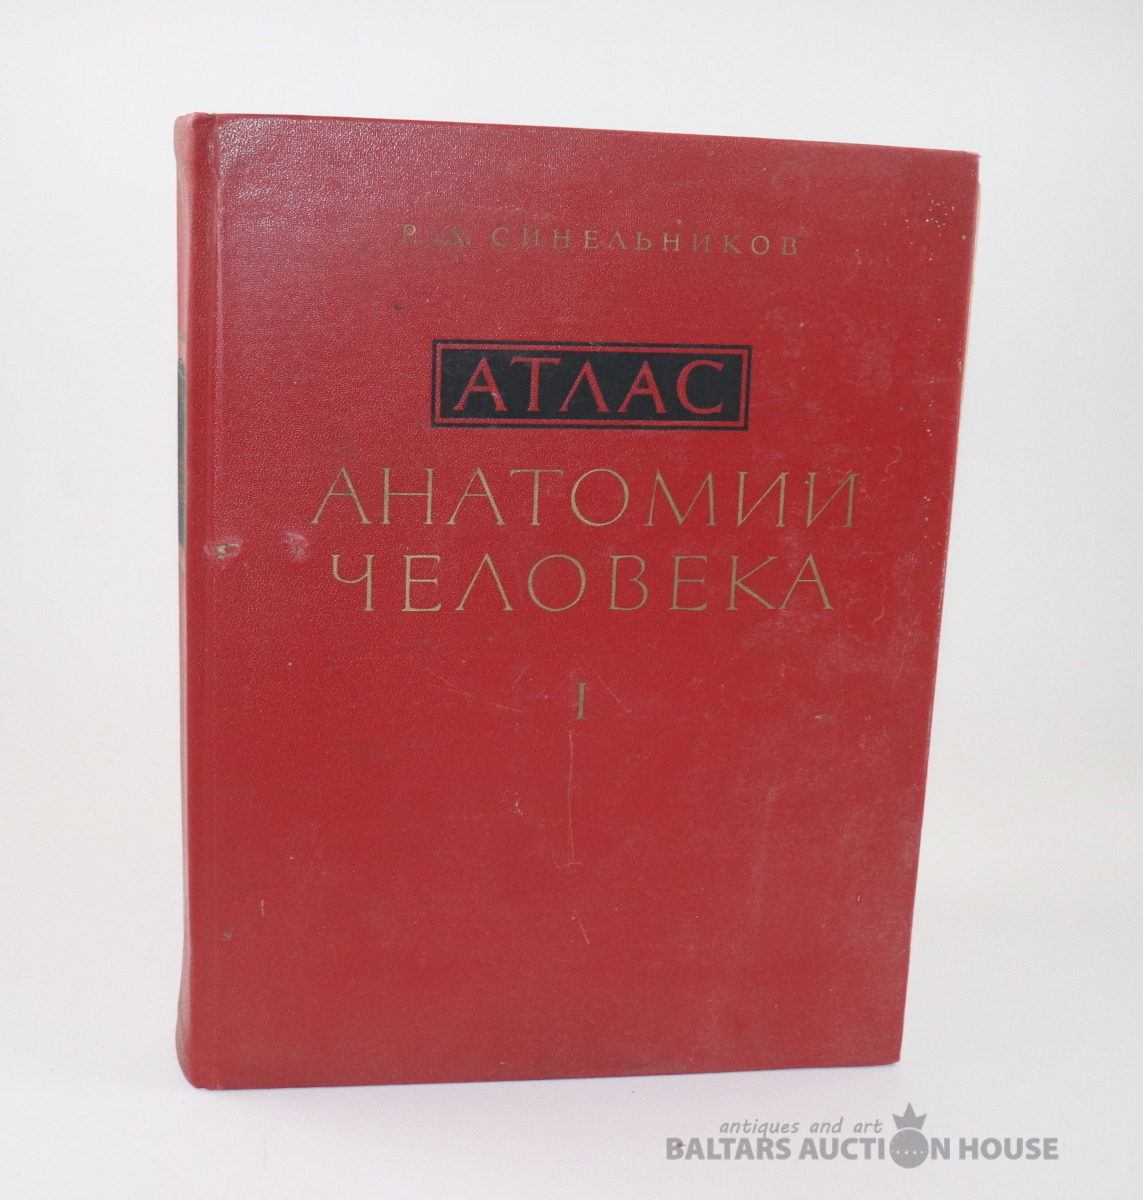 Р. Д. СИНЕЛЬНИКОВ
АТЛАС
АНАТОМИИ
ЧЕЛОВЕКА
I
antiques and art
BALTARS AUCTION HOUSE